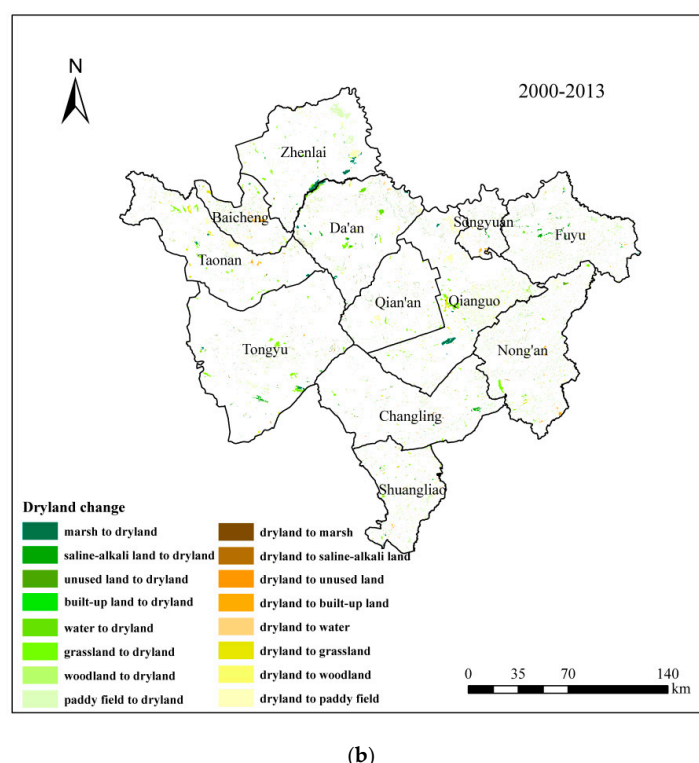 N
2000-2013
Zhenlai
Baicheng
Da'an
Songyuan
Fuyu
Taonan
Qian'an
Qianguo
Tongyu
Nong'an
Changling
Shuangliao
Dryland change
marsh to dryland
saline-alkali land to dryland
unused land to dryland
built-up land to dryland
water to dryland
grassland to dryland
woodland to dryland
paddy field to dryland
dryland to marsh
dryland to saline-alkali land
dryland to unused land
dryland to built-up land
dryland to water
dryland to grassland
dryland to woodland
dryland to paddy field
0 35 70 140
km
(b)